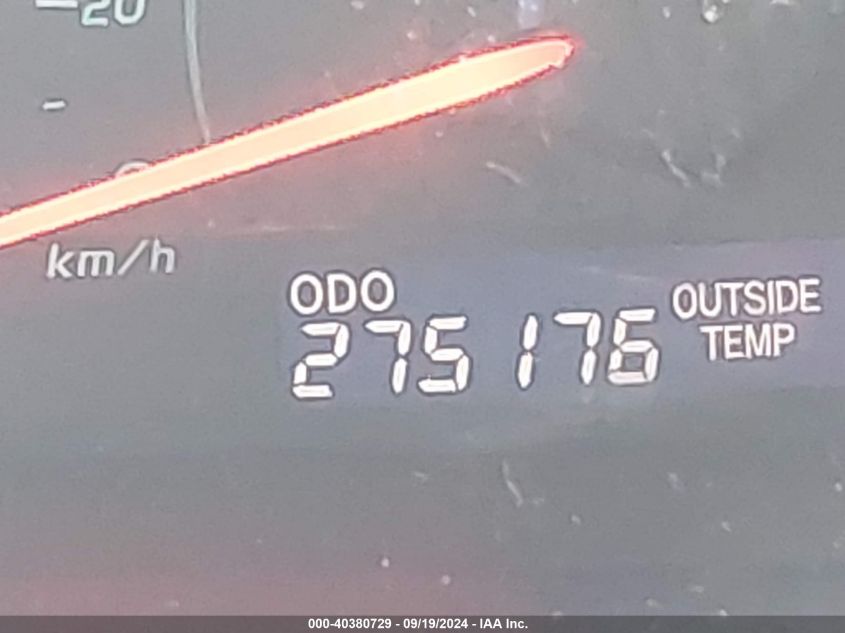 -20
-
km/h
ODO
275176
OUTSIDE
TEMP
000-40380729 - 09/19/2024 - IAA Inc.